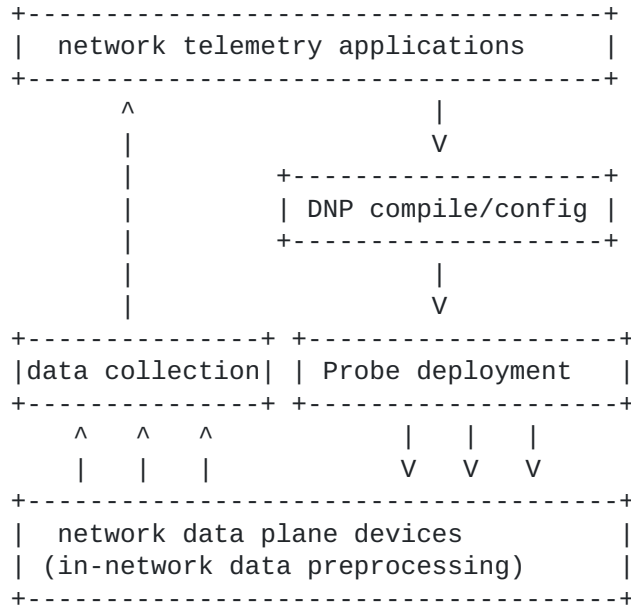 network telemetry applications
DNP compile/config
data collection
Probe deployment
network data plane devices
(in-network data preprocessing)